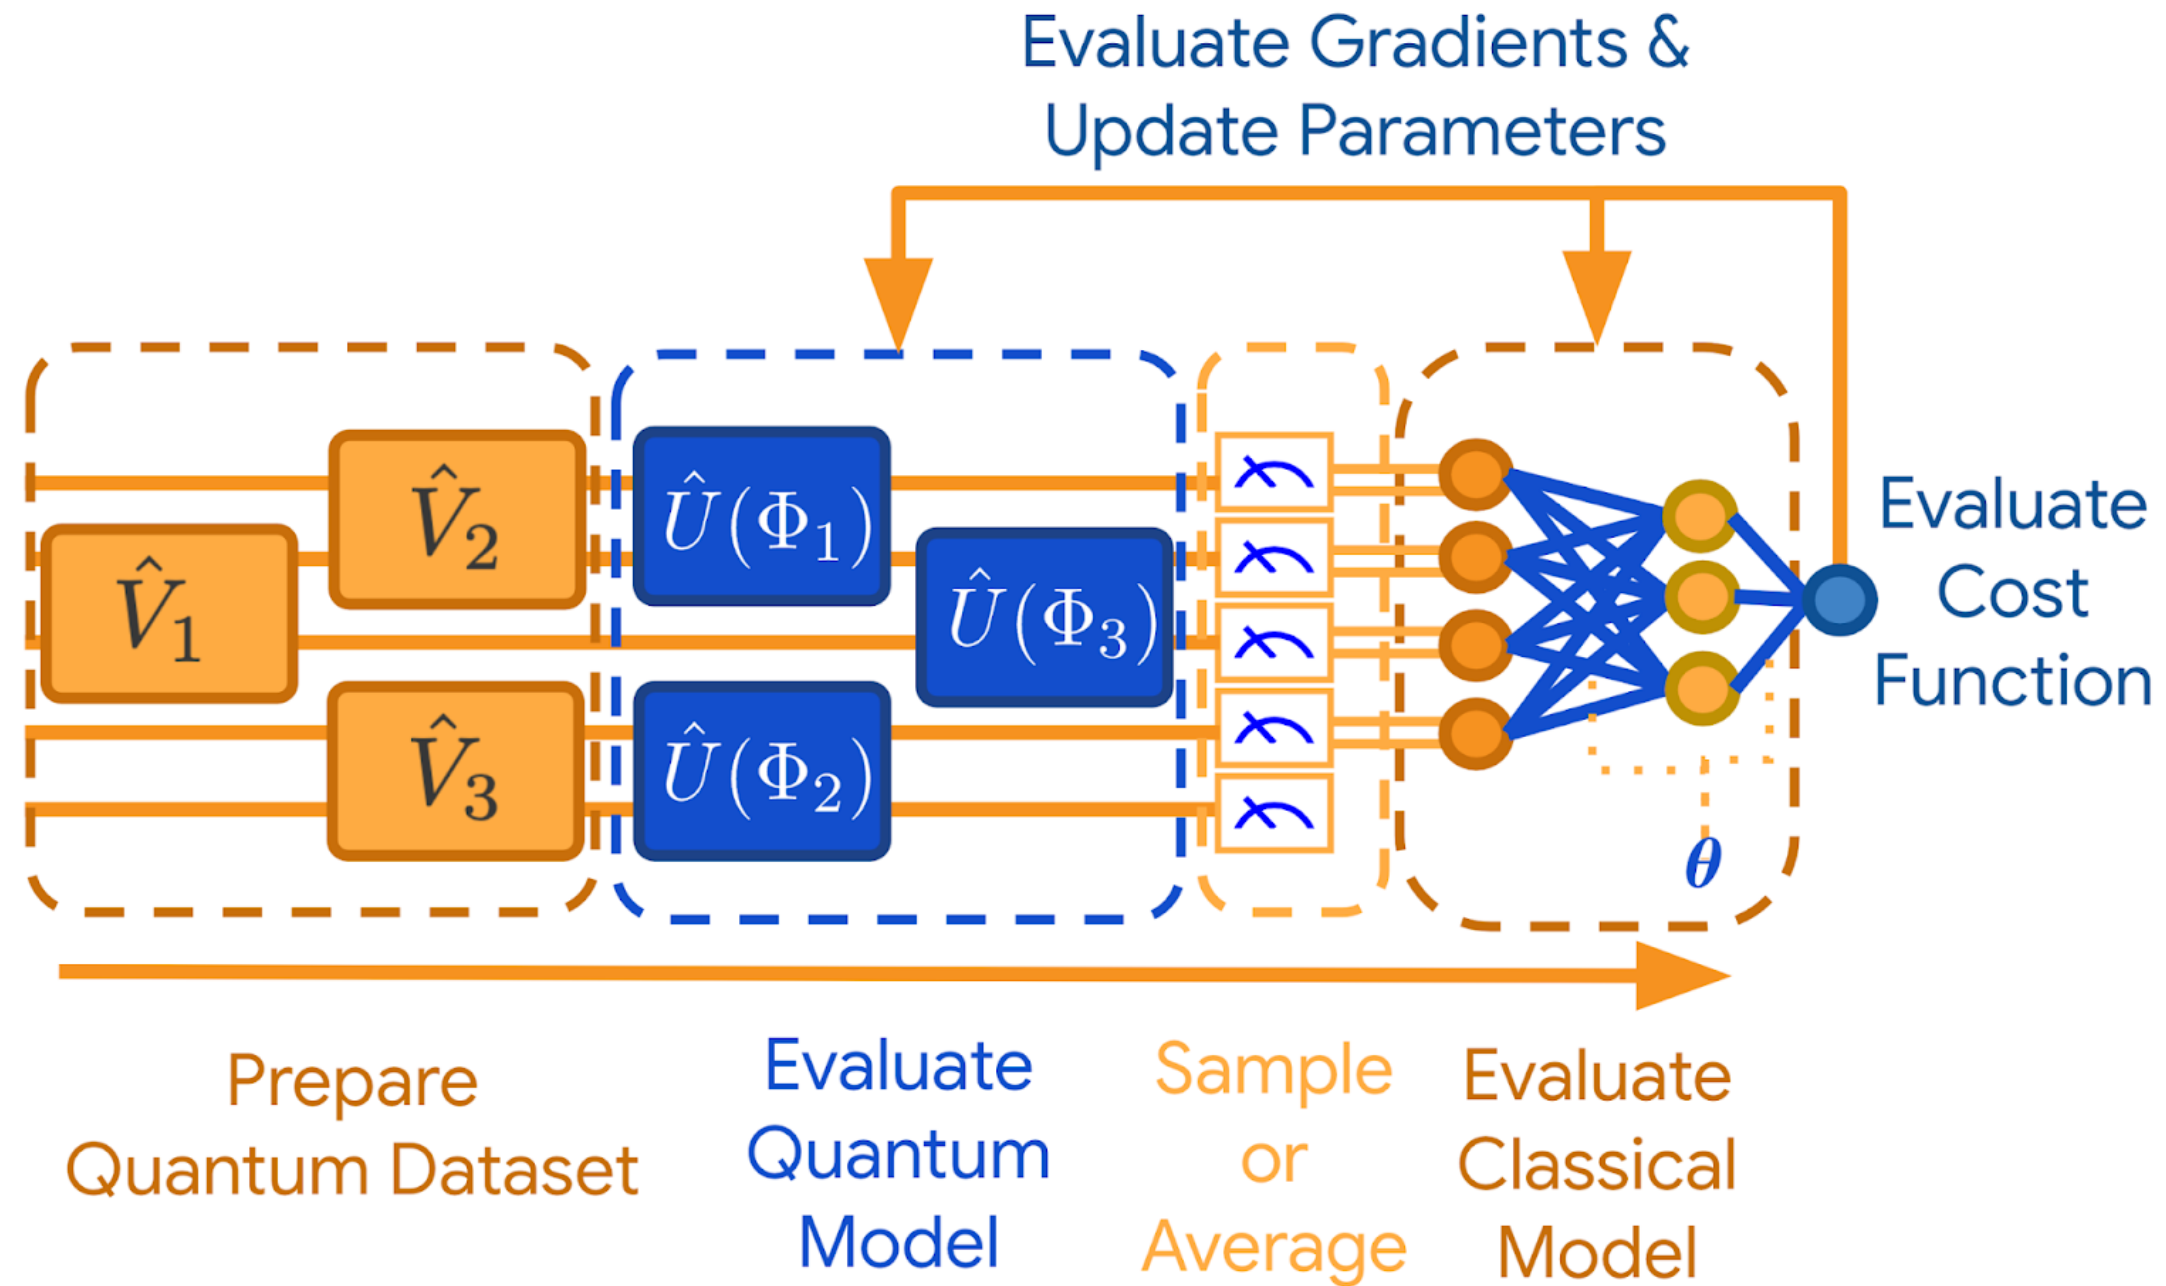 Evaluate Gradients &
Update Parameters
V̂₂
Û(Φ₁)
V̂₁
Û(Φ₃)
V̂₃
Û(Φ₂)
θ
Evaluate
Cost
Function
Prepare
Quantum Dataset
Evaluate
Quantum
Model
Sample
or
Average
Evaluate
Classical
Model